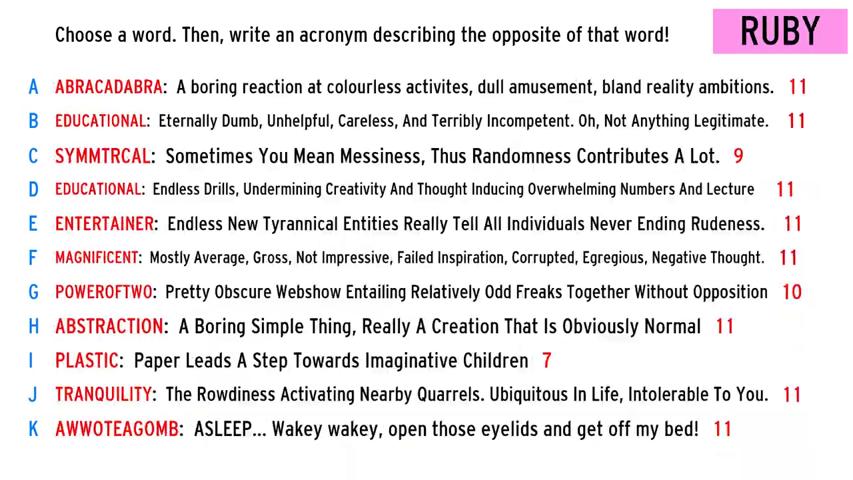 Choose a word. Then, write an acronym describing the opposite of that word!
RUBY
A ABRACADABRA: A boring reaction at colourless activites, dull amusement, bland reality ambitions. 11
B EDUCATIONAL: Eternally Dumb, Unhelpful, Careless, And Terribly Incompetent. Oh, Not Anything Legitimate. 11
C SYMMTRCAL: Sometimes You Mean Messiness, Thus Randomness Contributes A Lot. 9
D EDUCATIONAL: Endless Drills, Undermining Creativity And Thought Inducing Overwhelming Numbers And Lecture 11
E ENTERTAINER: Endless New Tyrannical Entities Really Tell All Individuals Never Ending Rudeness. 11
F MAGNIFICENT: Mostly Average, Gross, Not Impressive, Failed Inspiration, Corrupted, Egregious, Negative Thought. 11
G POWEROFTWO: Pretty Obscure Webshow Entailing Relatively Odd Freaks Together Without Opposition 10
H ABSTRACTION: A Boring Simple Thing, Really A Creation That Is Obviously Normal 11
I PLASTIC: Paper Leads A Step Towards Imaginative Children 7
J TRANQUILITY: The Rowdiness Activating Nearby Quarrels. Ubiquitous In Life, Intolerable To You. 11
K AWWOTEAGOMB: ASLEEP... Wakey wakey, open those eyelids and get off my bed! 11